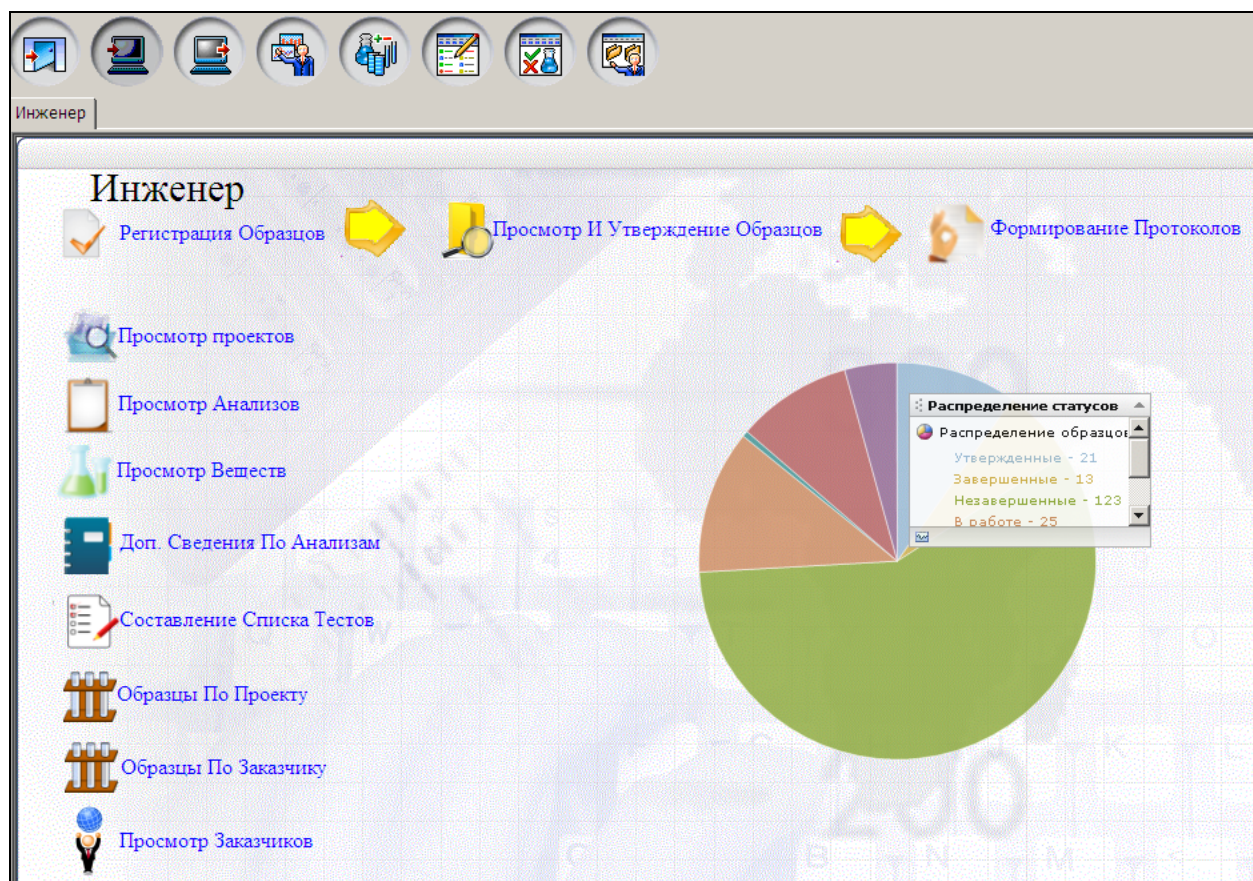 Инженер
Инженер
Регистрация Образцов
Просмотр И Утверждение Образцов
Формирование Протоколов
Просмотр проектов
Просмотр Анализов
Просмотр Веществ
Доп. Сведения По Анализам
Составление Списка Тестов
Образцы По Проекту
Образцы По Заказчику
Просмотр Заказчиков
Распределение статусов
Распределение образцов
Утвержденные - 21
Завершенные - 13
Незавершенные - 123
В работе - 25